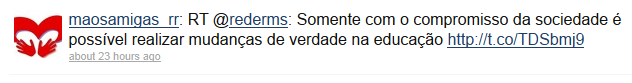 maosamigas_rr: RT @rederms: Somente com o compromisso da sociedade é
possível realizar mudanças de verdade na educação http://t.co/TDSbmj9
about 23 hours ago